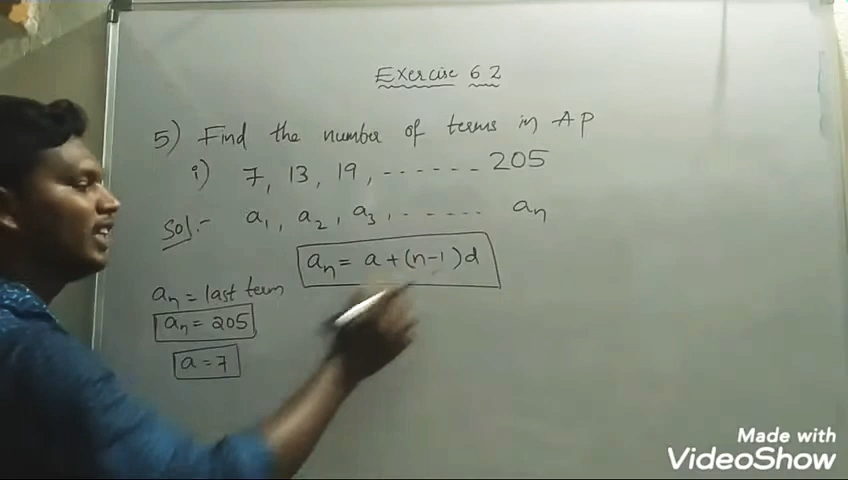 Exercise 6 2
5) Find the number of terms in AP
i) 7, 13, 19, ------- 205
Sol:- a₁, a₂, a₃, ...... aₙ
aₙ = a + (n-1)d
aₙ = last term
aₙ = 205
a = 7
Made with
VideoShow